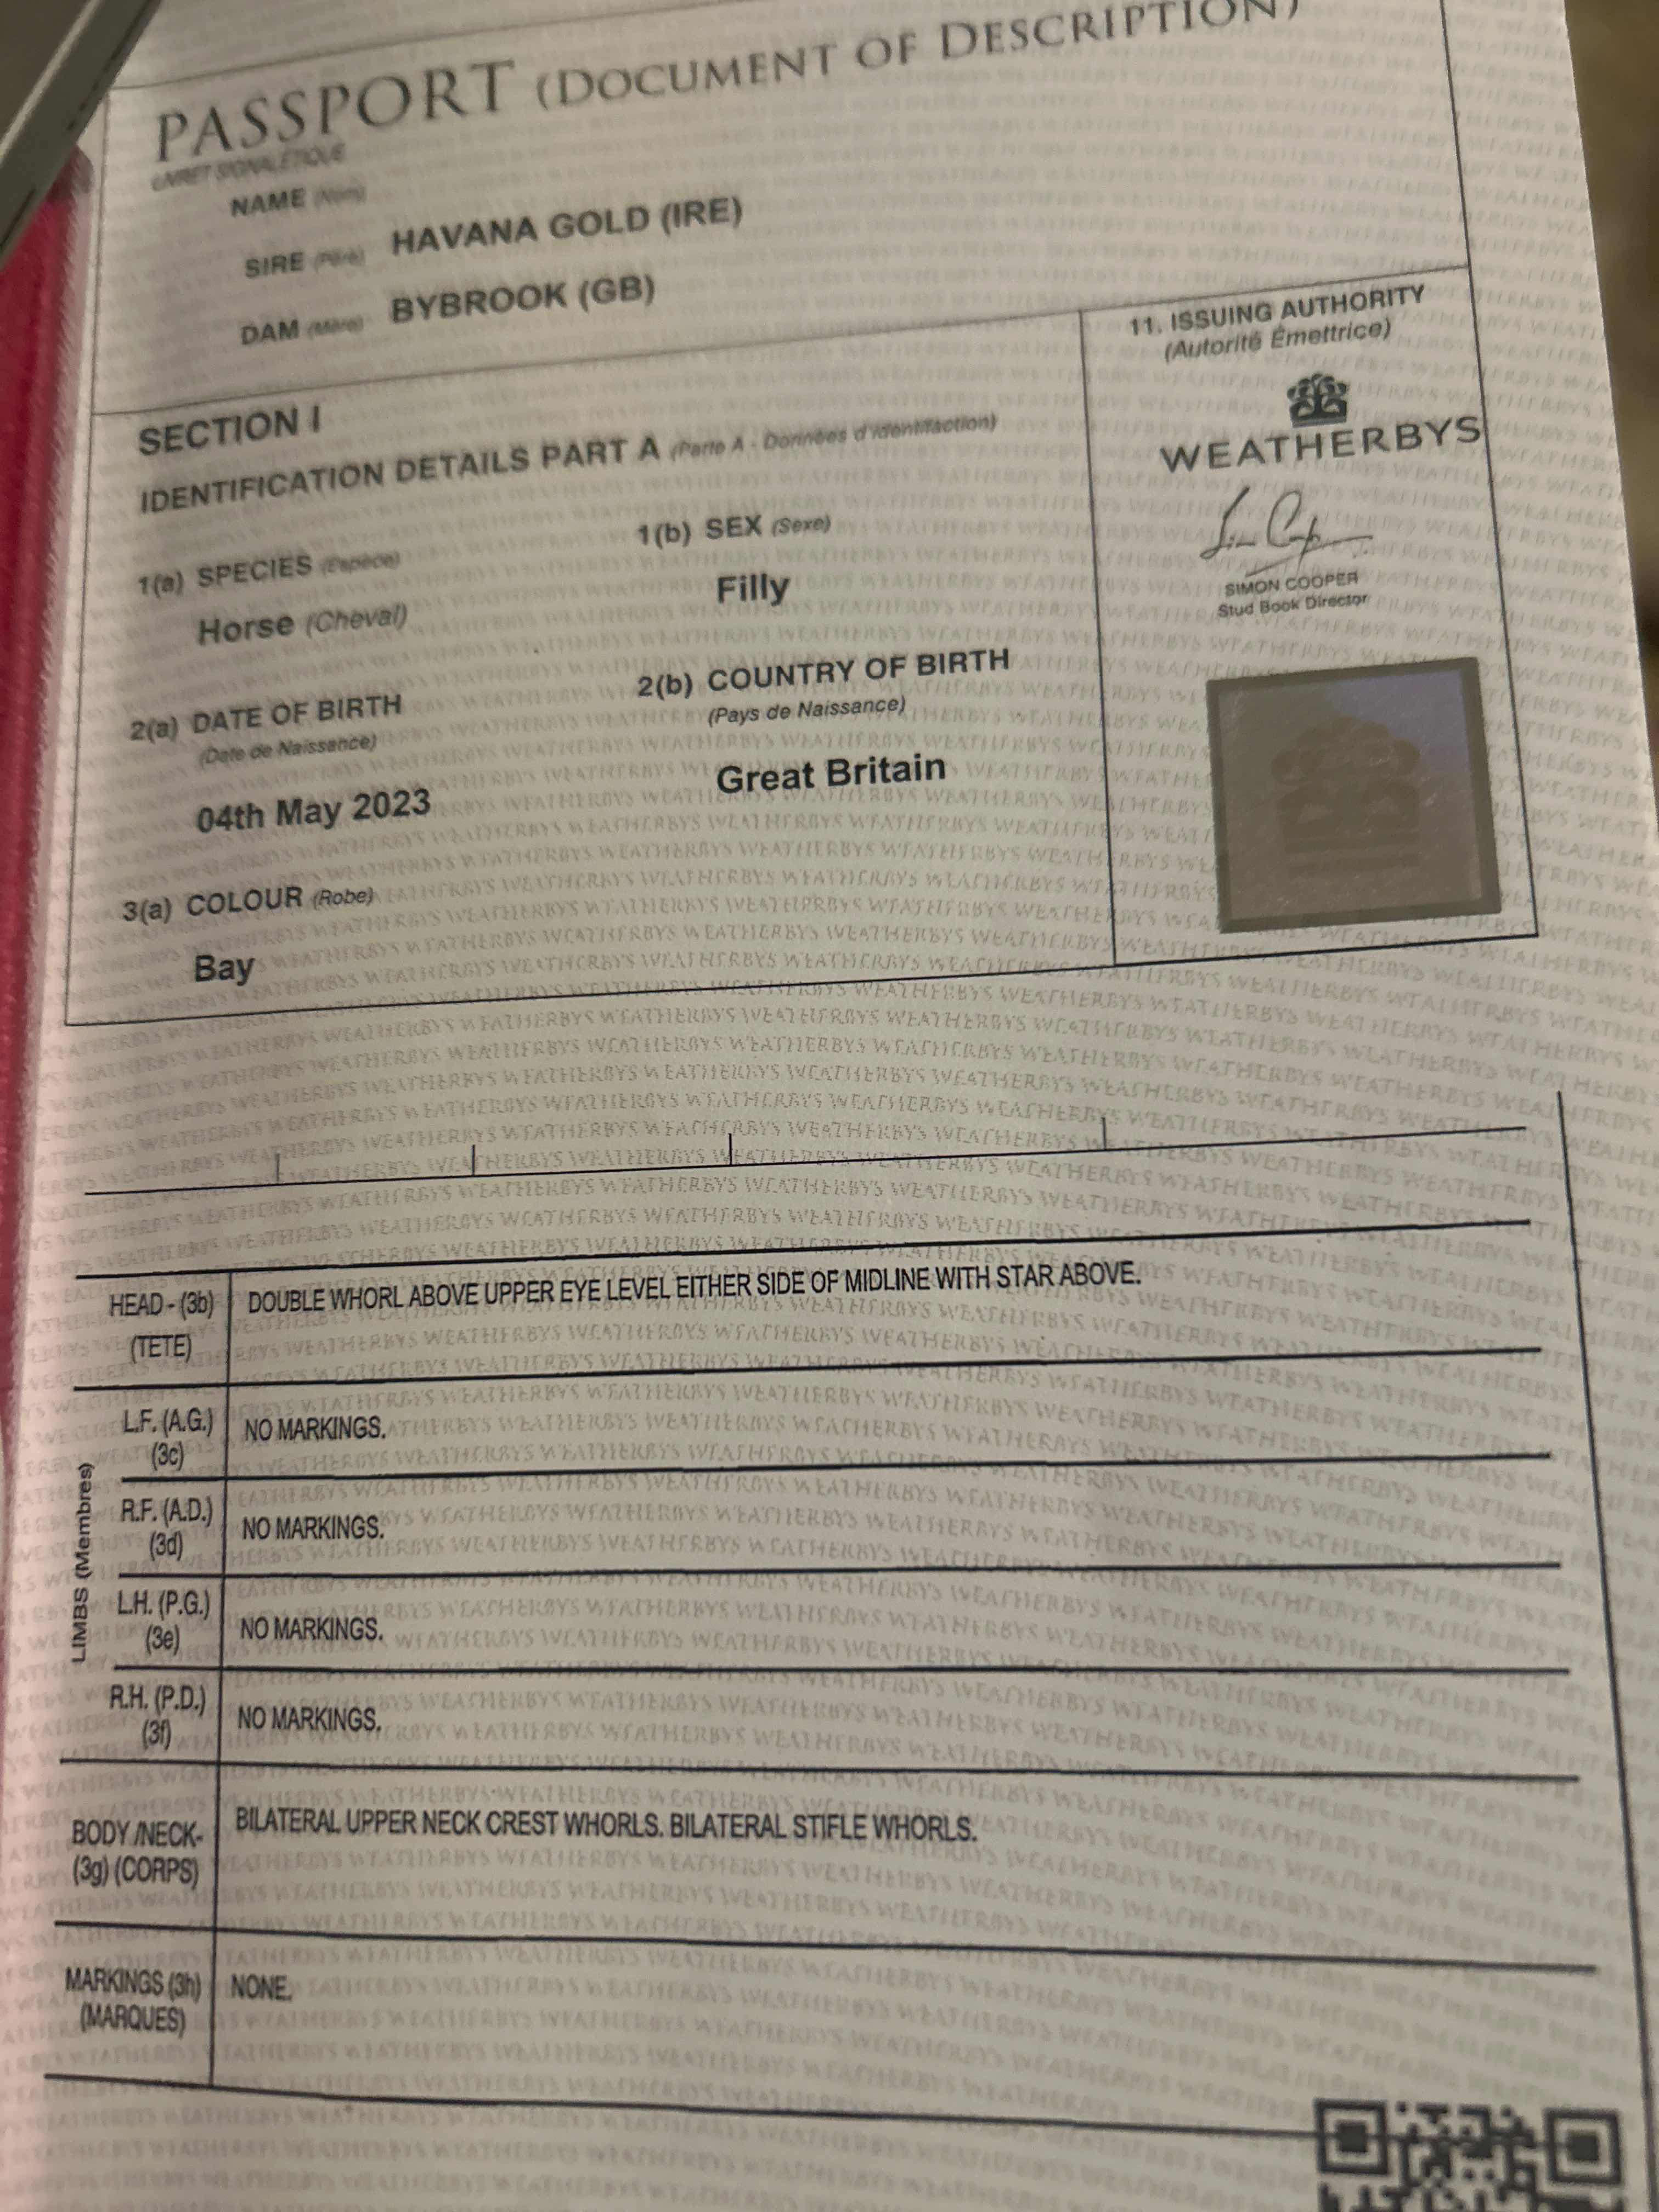 PASSPORT (DOCUMENT OF DESCRIPTION)
LIVRET SIGNALÉTIQUE
NAME (Nom)
SIRE (Père) HAVANA GOLD (IRE)
DAM (Mère) BYBROOK (GB)
11. ISSUING AUTHORITY
(Autorité Émettrice)
WEATHERBYS
SIMON COOPER
Stud Book Director
SECTION I
IDENTIFICATION DETAILS PART A (Partie A - Données d'identifaction)
1(a) SPECIES (Espèce)
Horse (Cheval)
1(b) SEX (Sexe)
Filly
2(a) DATE OF BIRTH
(Date de Naissance)
04th May 2023
2(b) COUNTRY OF BIRTH
(Pays de Naissance)
Great Britain
3(a) COLOUR (Robe)
Bay
HEAD - (3b) DOUBLE WHORL ABOVE UPPER EYE LEVEL EITHER SIDE OF MIDLINE WITH STAR ABOVE.
(TETE)
LIMBS (Membres)
L.F. (A.G.) NO MARKINGS.
(3c)
R.F. (A.D.) NO MARKINGS.
(3d)
L.H. (P.G.) NO MARKINGS.
(3e)
R.H. (P.D.) NO MARKINGS.
(3f)
BODY /NECK- BILATERAL UPPER NECK CREST WHORLS. BILATERAL STIFLE WHORLS.
(3g) (CORPS)
MARKINGS (3h) NONE.
(MARQUES)